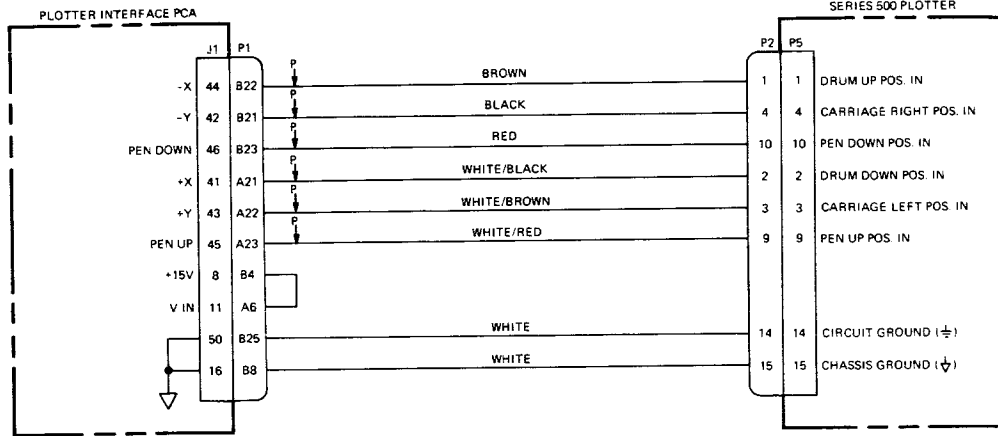 PLOTTER INTERFACE PCA
SERIES 500 PLOTTER
J1 P1
P2 P5
P
-X 44 B22 BROWN 1 1 DRUM UP POS. IN
P
-Y 42 B21 BLACK 4 4 CARRIAGE RIGHT POS. IN
P
PEN DOWN 46 B23 RED 10 10 PEN DOWN POS. IN
P
+X 41 A21 WHITE/BLACK 2 2 DRUM DOWN POS. IN
P
+Y 43 A22 WHITE/BROWN 3 3 CARRIAGE LEFT POS. IN
P
PEN UP 45 A23 WHITE/RED 9 9 PEN UP POS. IN
+15V 8 B4
V IN 11 A6
50 B25 WHITE 14 14 CIRCUIT GROUND (⏚)
16 B8 WHITE 15 15 CHASSIS GROUND (⏚)